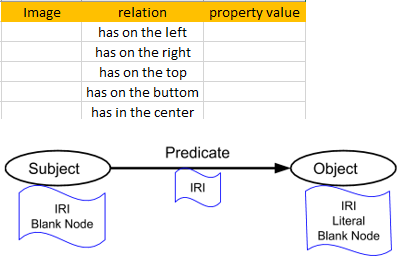 Image relation property value
has on the left
has on the right
has on the top
has on the buttom
has in the center
Predicate
Subject Object
IRI
IRI
Blank Node
IRI
Literal
Blank Node